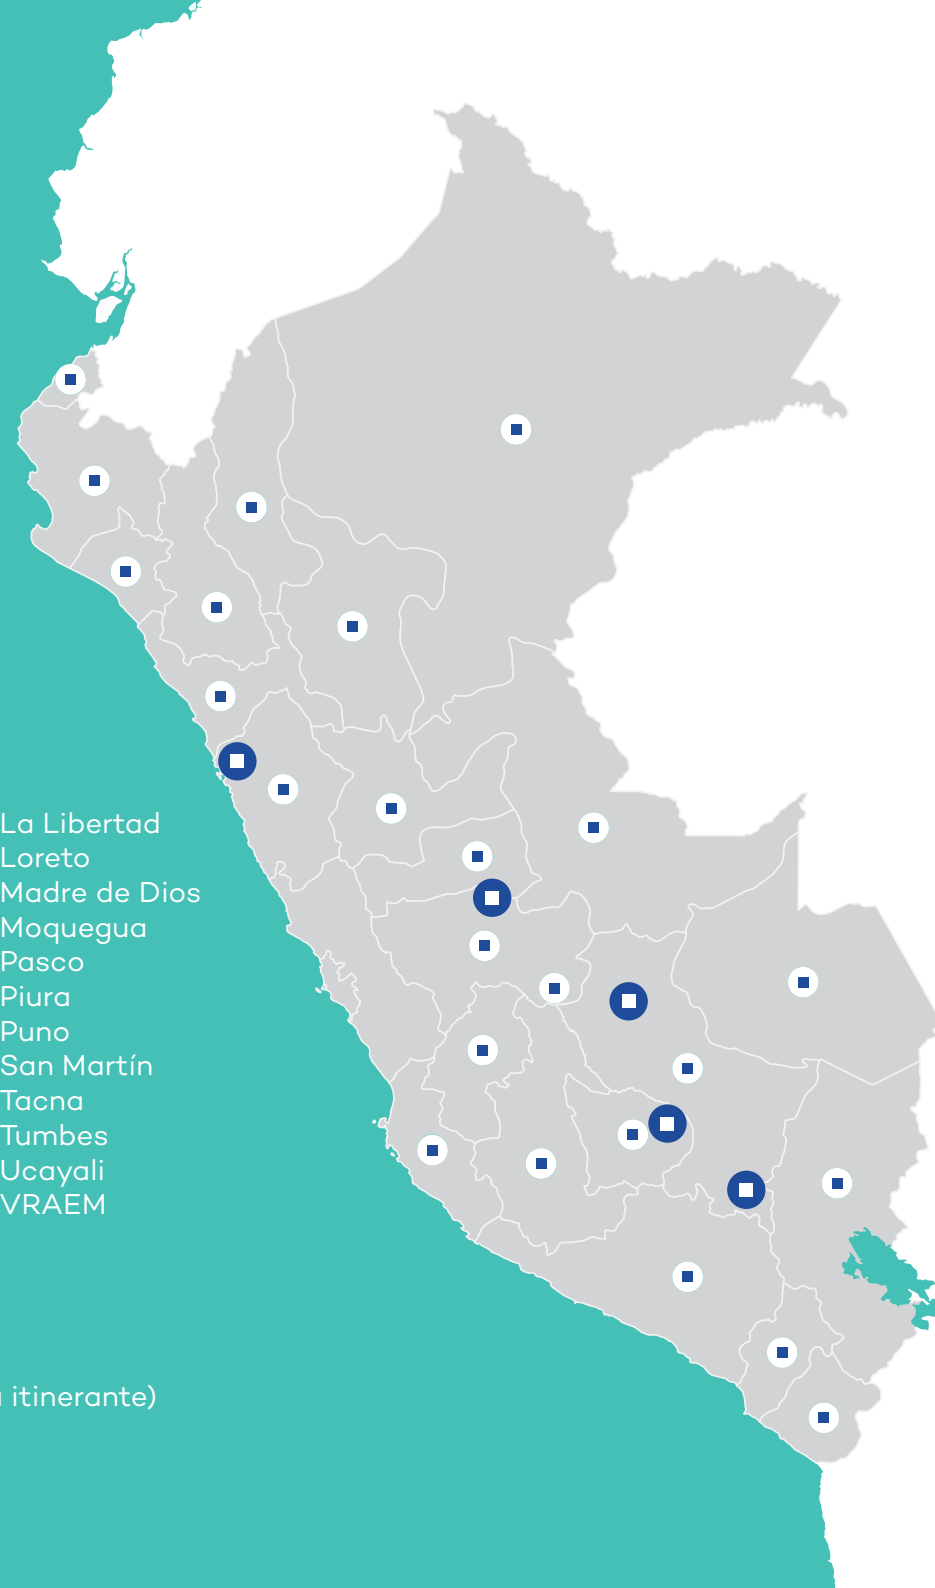 La Libertad
Loreto
Madre de Dios
Moquegua
Pasco
Piura
Puno
San Martín
Tacna
Tumbes
Ucayali
VRAEM
itinerante)